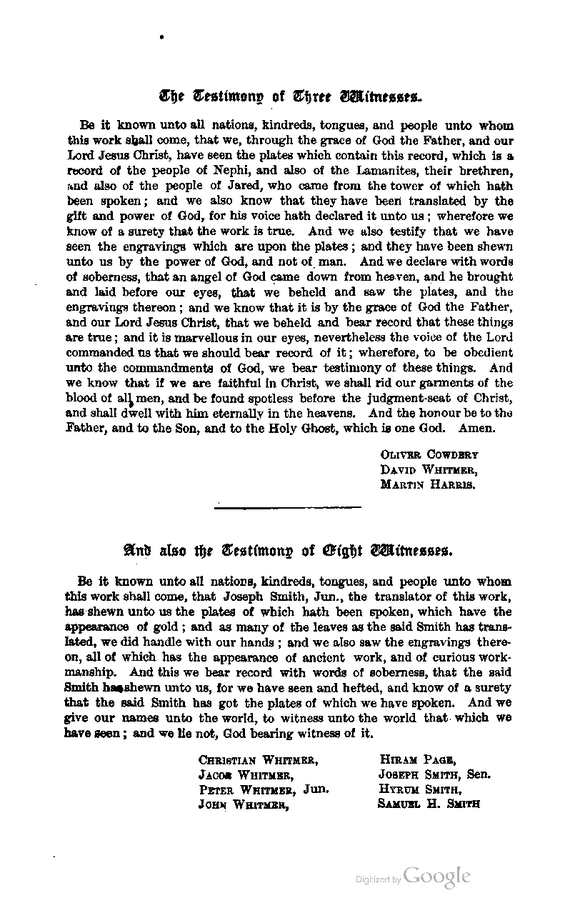 The Testimony of Three Witnesses.
Be it known unto all nations, kindreds, tongues, and people unto whom
this work shall come, that we, through the grace of God the Father, and our
Lord Jesus Christ, have seen the plates which contain this record, which is a
record of the people of Nephi, and also of the Lamanites, their brethren,
and also of the people of Jared, who came from the tower of which hath
been spoken; and we also know that they have been translated by the
gift and power of God, for his voice hath declared it unto us; wherefore we
know of a surety that the work is true. And we also testify that we have
seen the engravings which are upon the plates; and they have been shewn
unto us by the power of God, and not of man. And we declare with words
of soberness, that an angel of God came down from heaven, and he brought
and laid before our eyes, that we beheld and saw the plates, and the
engravings thereon; and we know that it is by the grace of God the Father,
and our Lord Jesus Christ, that we beheld and bear record that these things
are true; and it is marvellous in our eyes, nevertheless the voice of the Lord
commanded us that we should bear record of it; wherefore, to be obedient
unto the commandments of God, we bear testimony of these things. And
we know that if we are faithful in Christ, we shall rid our garments of the
blood of all men, and be found spotless before the judgment-seat of Christ,
and shall dwell with him eternally in the heavens. And the honour be to the
Father, and to the Son, and to the Holy Ghost, which is one God. Amen.
OLIVER COWDERY
DAVID WHITMER,
MARTIN HARRIS.
And also the Testimony of Eight Witnesses.
Be it known unto all nations, kindreds, tongues, and people unto whom
this work shall come, that Joseph Smith, Jun., the translator of this work,
has shewn unto us the plates of which hath been spoken, which have the
appearance of gold; and as many of the leaves as the said Smith has trans-
lated, we did handle with our hands; and we also saw the engravings there-
on, all of which has the appearance of ancient work, and of curious work-
manship. And this we bear record with words of soberness, that the said
Smith has shewn unto us, for we have seen and hefted, and know of a surety
that the said Smith has got the plates of which we have spoken. And we
give our names unto the world, to witness unto the world that which we
have seen; and we lie not, God bearing witness of it.
CHRISTIAN WHITMER,
JACOB WHITMER,
PETER WHITMER, Jun.
JOHN WHITMER,
HIRAM PAGE,
JOSEPH SMITH, Sen.
HYRUM SMITH,
SAMUEL H. SMITH
Digitized by Google